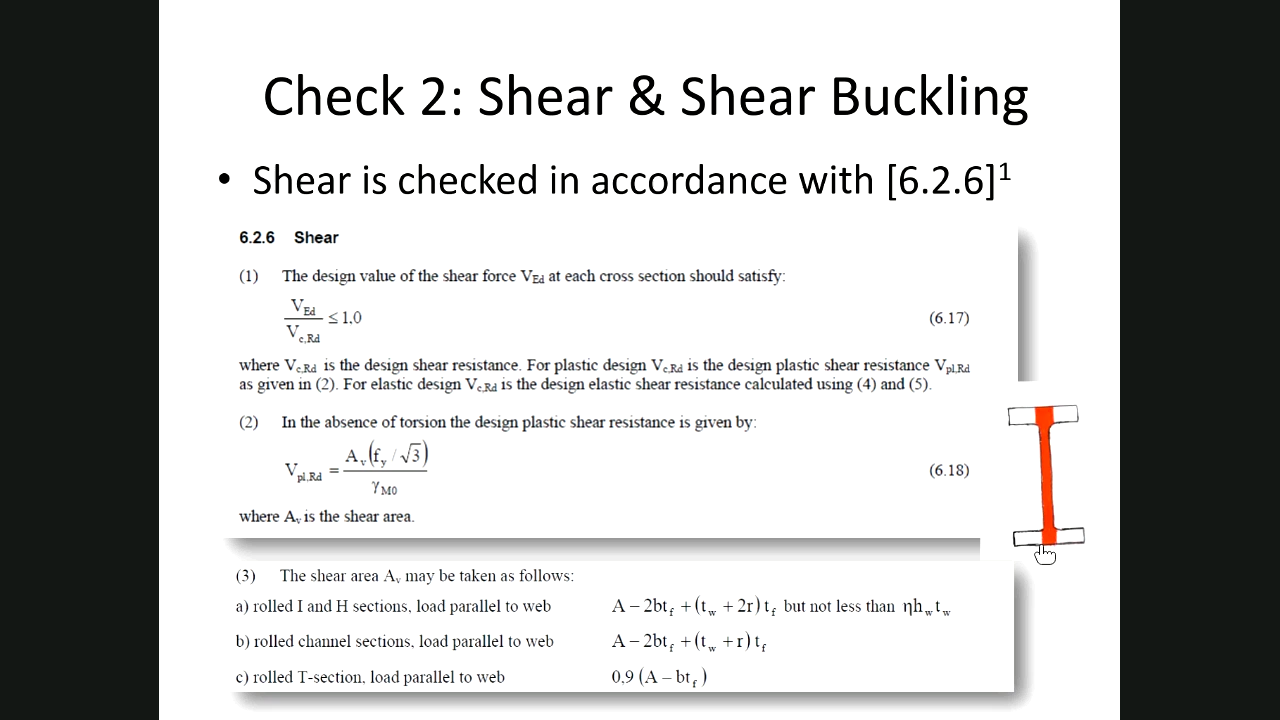 Check 2: Shear & Shear Buckling
• Shear is checked in accordance with [6.2.6]¹
6.2.6 Shear
(1) The design value of the shear force V_Ed at each cross section should satisfy:
V_Ed / V_c,Rd ≤ 1,0 (6.17)
where V_c,Rd is the design shear resistance. For plastic design V_c,Rd is the design plastic shear resistance V_pl,Rd
as given in (2). For elastic design V_c,Rd is the design elastic shear resistance calculated using (4) and (5).
(2) In the absence of torsion the design plastic shear resistance is given by:
V_pl,Rd = A_v(f_y / √3) / γ_M0 (6.18)
where A_v is the shear area.
(3) The shear area A_v may be taken as follows:
a) rolled I and H sections, load parallel to web A − 2bt_f + (t_w + 2r) t_f but not less than ηh_w t_w
b) rolled channel sections, load parallel to web A − 2bt_f + (t_w + r) t_f
c) rolled T-section, load parallel to web 0,9 (A − bt_f)